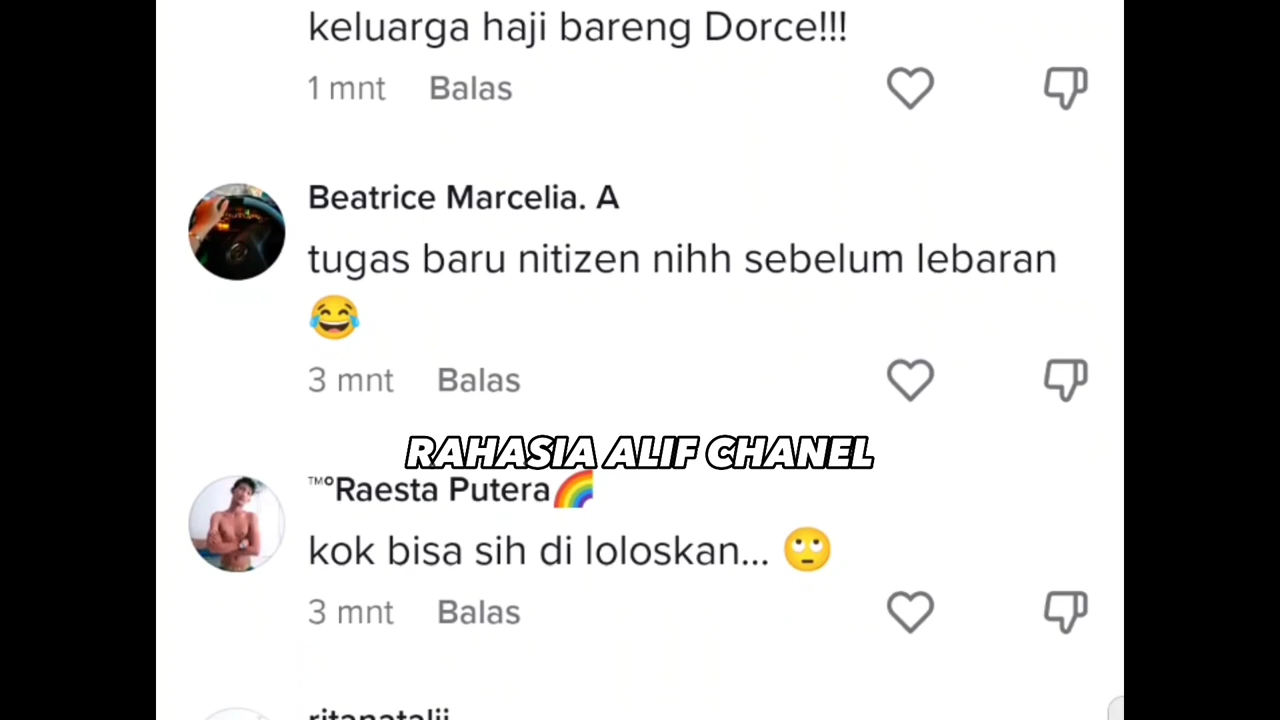 keluarga haji bareng Dorce!!!
1 mnt Balas
Beatrice Marcelia. A
tugas baru nitizen nihh sebelum lebaran
😂
3 mnt Balas
RAHASIA ALIF CHANEL
™°Raesta Putera🌈
kok bisa sih di loloskan... 🙄
3 mnt Balas